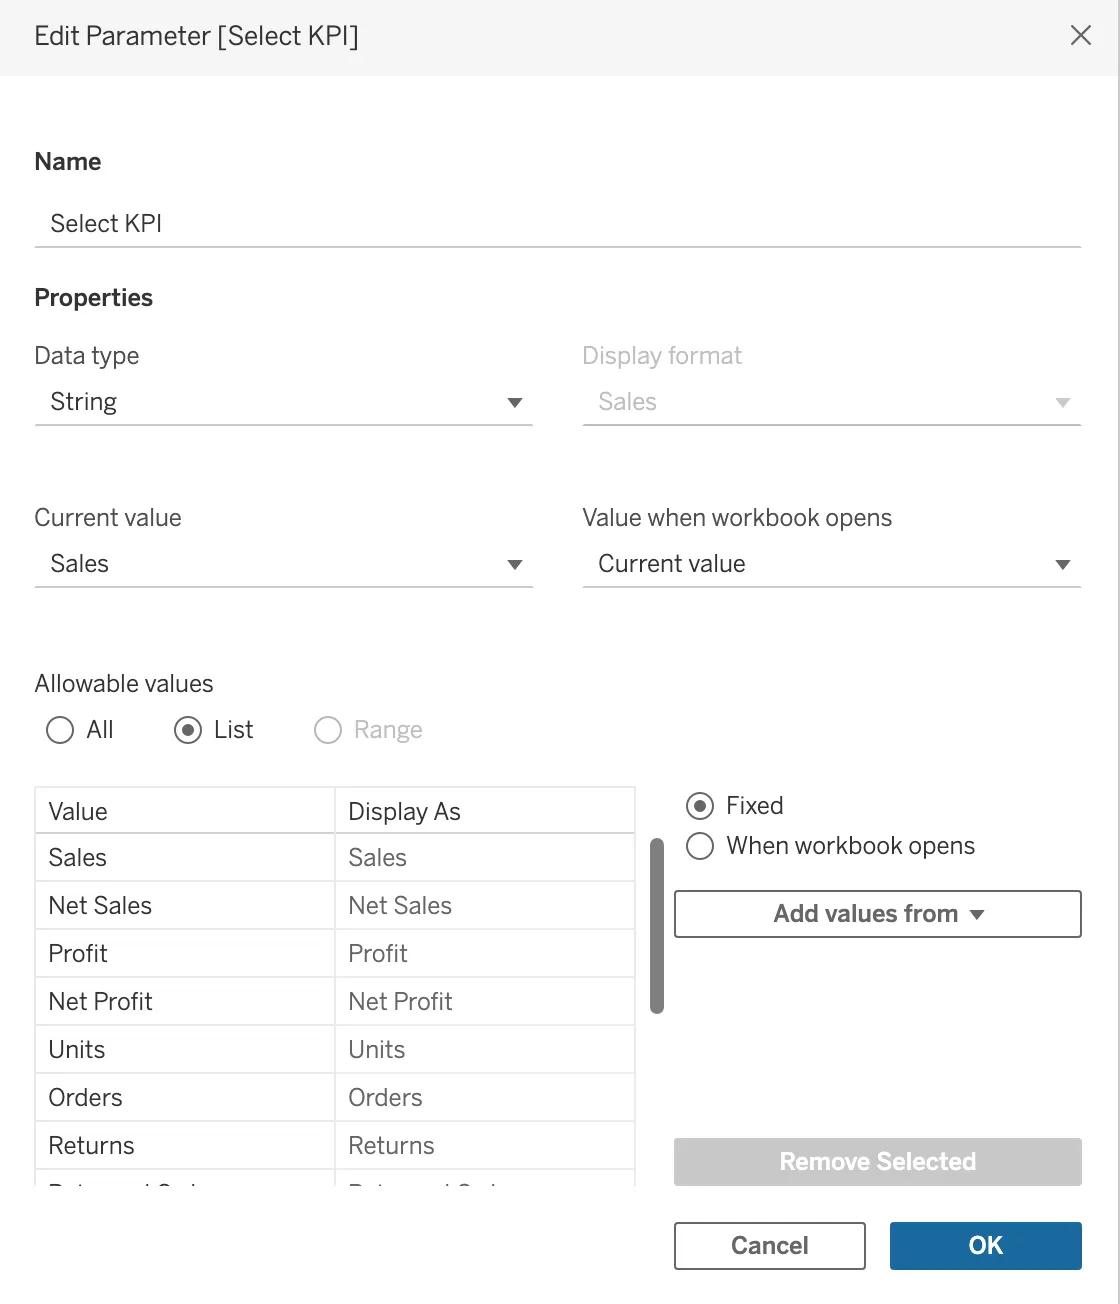 Edit Parameter [Select KPI]
Name
Select KPI
Properties
Data type
Display format
String
Sales
Current value
Value when workbook opens
Sales
Current value
Allowable values
All List Range
Value Display As
Sales Sales
Net Sales Net Sales
Profit Profit
Net Profit Net Profit
Units Units
Orders Orders
Returns Returns
Fixed
When workbook opens
Add values from
Remove Selected
Cancel OK